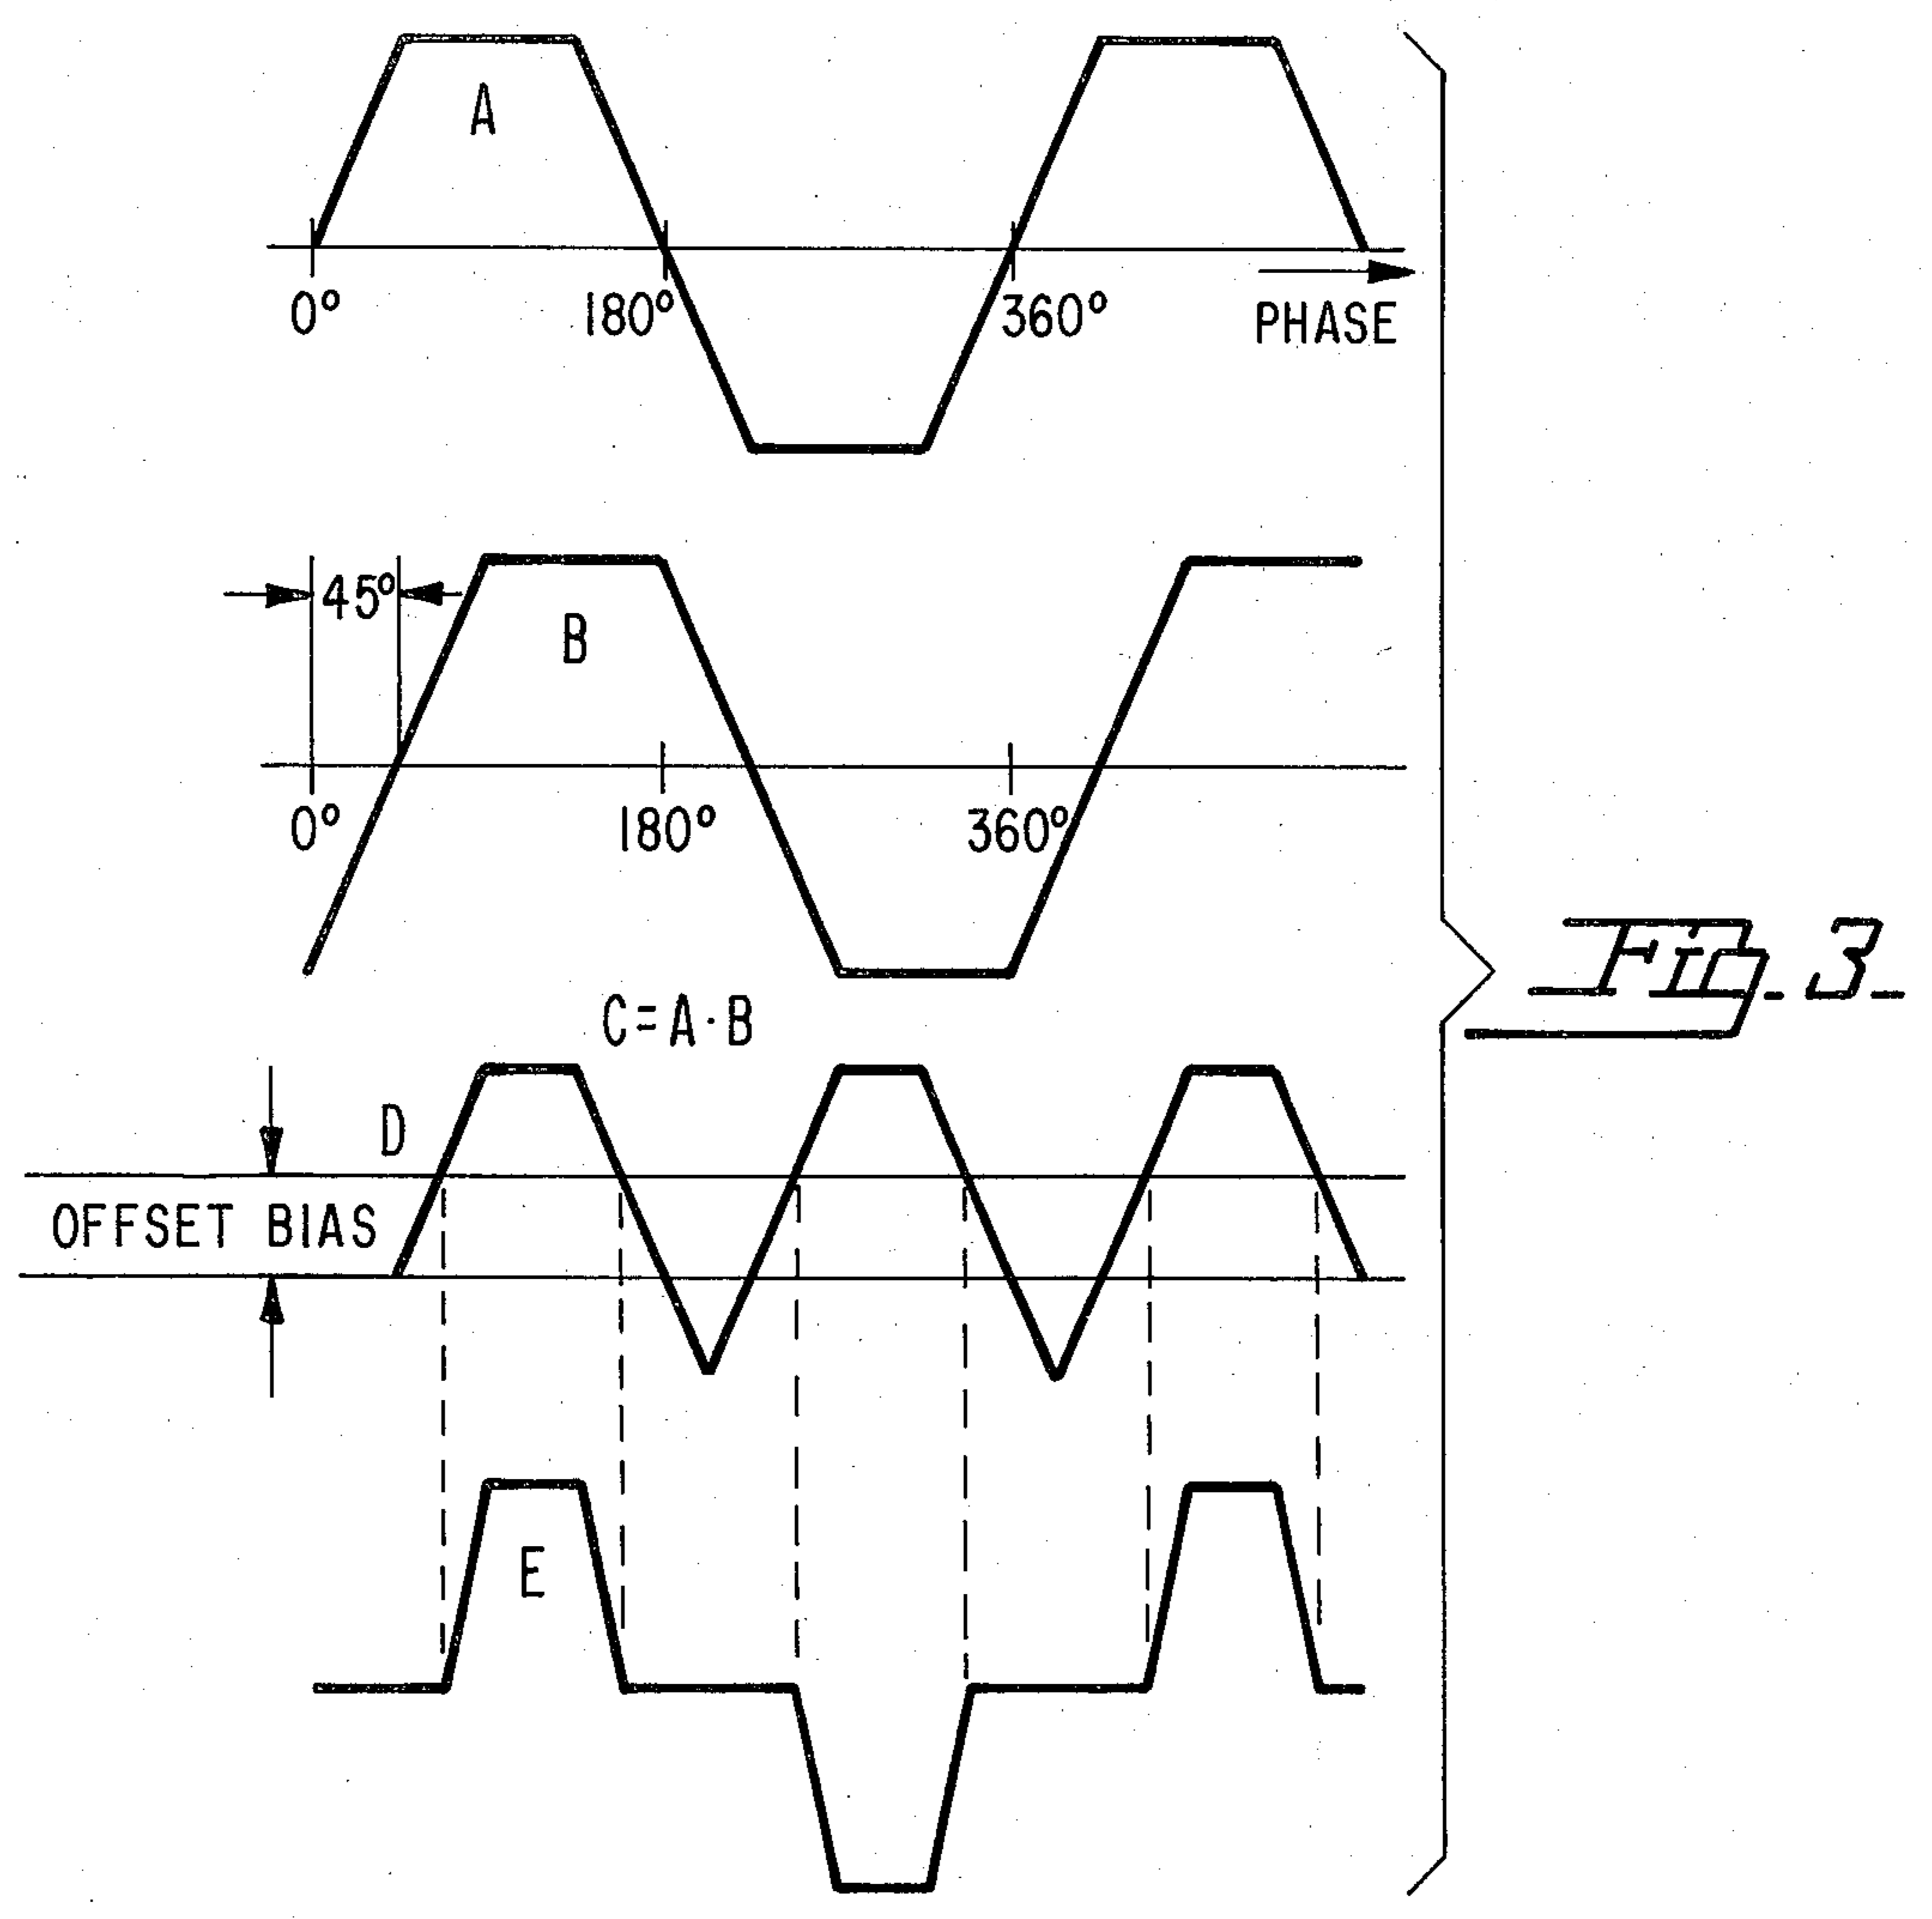 A
0° 180° 360° PHASE
45°
B
0° 180° 360°
C=A·B
D
OFFSET BIAS
E
FIG. 3